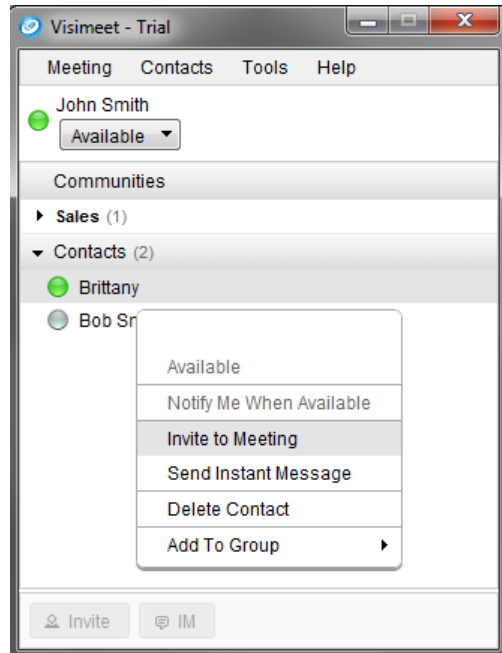 Visimeet - Trial
Meeting Contacts Tools Help
John Smith
Available
Communities
Sales (1)
Contacts (2)
Brittany
Bob
Available
Notify Me When Available
Invite to Meeting
Send Instant Message
Delete Contact
Add To Group
Invite IM